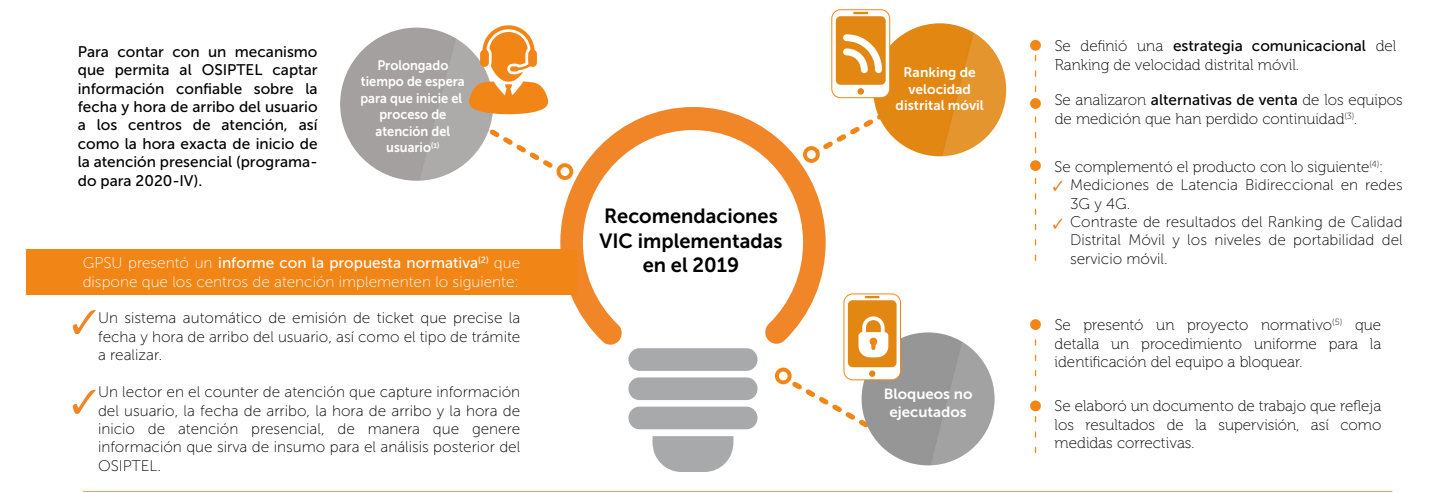 Para contar con un mecanismo
que permita al OSIPTEL captar
información confiable sobre la
fecha y hora de arribo del usuario
a los centros de atención, así
como la hora exacta de inicio de
la atención presencial (programa-
do para 2020-IV).
Prolongado
tiempo de espera
para que inicie el
proceso de
atención del
usuario(1)
GPSU presentó un informe con la propuesta normativa(2) que
dispone que los centros de atención implementen lo siguiente:
✓ Un sistema automático de emisión de ticket que precise la
fecha y hora de arribo del usuario, así como el tipo de trámite
a realizar.
✓ Un lector en el counter de atención que capture información
del usuario, la fecha de arribo, la hora de arribo y la hora de
inicio de atención presencial, de manera que genere
información que sirva de insumo para el análisis posterior del
OSIPTEL.
Recomendaciones
VIC implementadas
en el 2019
Ranking de
velocidad
distrital móvil
Se definió una estrategia comunicacional del
Ranking de velocidad distrital móvil.
Se analizaron alternativas de venta de los equipos
de medición que han perdido continuidad(3).
Se complementó el producto con lo siguiente(4):
✓ Mediciones de Latencia Bidireccional en redes
3G y 4G.
✓ Contraste de resultados del Ranking de Calidad
Distrital Móvil y los niveles de portabilidad del
servicio móvil.
Bloqueos no
ejecutados
Se presentó un proyecto normativo(5) que
detalla un procedimiento uniforme para la
identificación del equipo a bloquear.
Se elaboró un documento de trabajo que refleja
los resultados de la supervisión, así como
medidas correctivas.